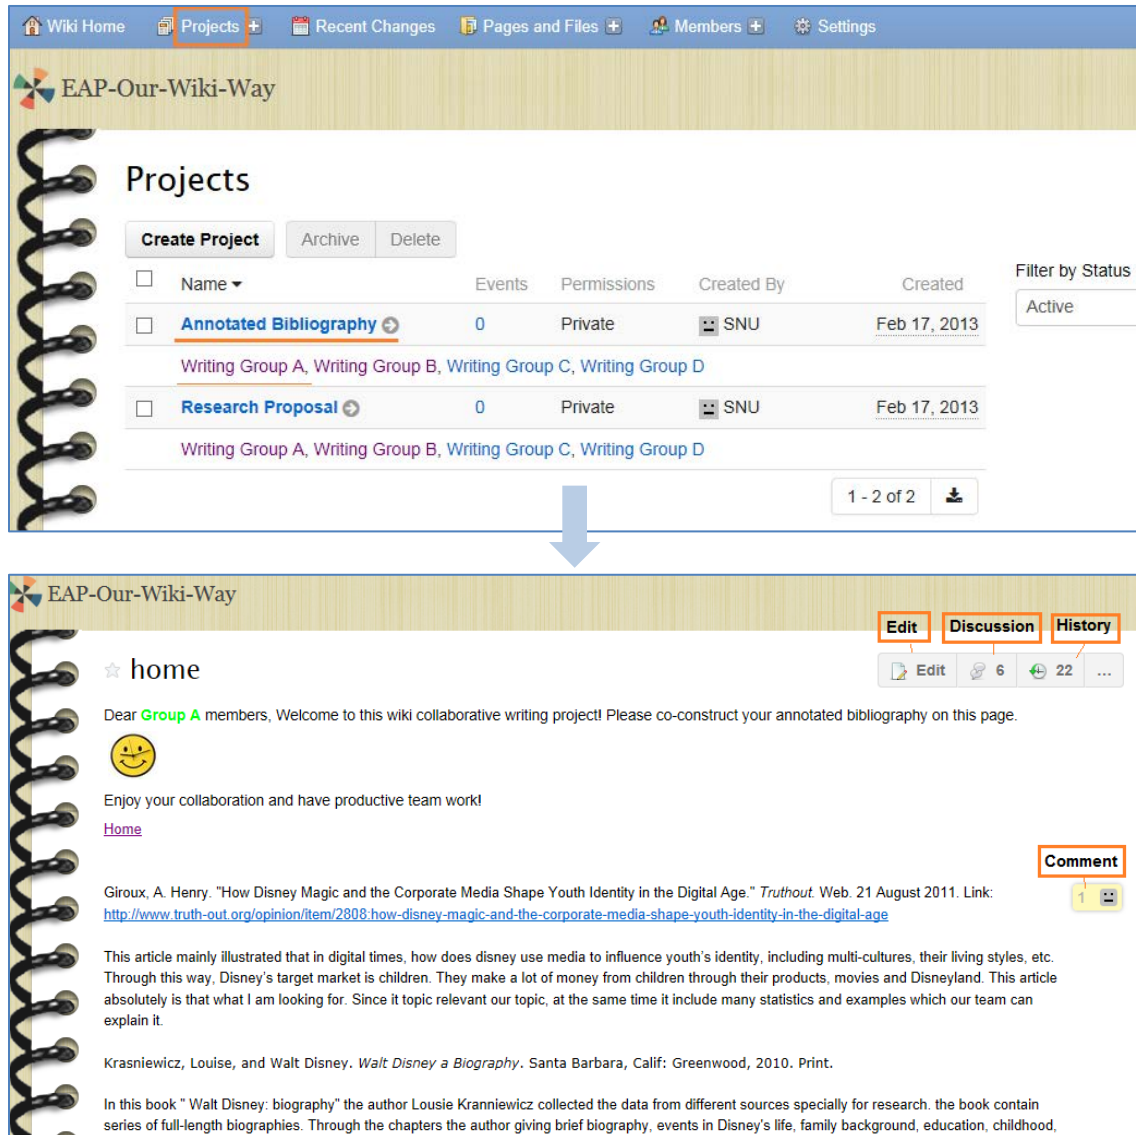 Wiki Home Projects Recent Changes Pages and Files Members Settings
EAP-Our-Wiki-Way
Projects
Create Project Archive Delete
Filter by Status
Name Events Permissions Created By Created
Active
Annotated Bibliography 0 Private SNU Feb 17, 2013
Writing Group A, Writing Group B, Writing Group C, Writing Group D
Research Proposal 0 Private SNU Feb 17, 2013
Writing Group A, Writing Group B, Writing Group C, Writing Group D
1 - 2 of 2
EAP-Our-Wiki-Way
Edit Discussion History
home
Edit 6 22 ...
Dear Group A members, Welcome to this wiki collaborative writing project! Please co-construct your annotated bibliography on this page.
Enjoy your collaboration and have productive team work!
Home
Comment
1
Giroux, A. Henry. "How Disney Magic and the Corporate Media Shape Youth Identity in the Digital Age." Truthout. Web. 21 August 2011. Link:
http://www.truth-out.org/opinion/item/2808:how-disney-magic-and-the-corporate-media-shape-youth-identity-in-the-digital-age
This article mainly illustrated that in digital times, how does disney use media to influence youth's identity, including multi-cultures, their living styles, etc.
Through this way, Disney's target market is children. They make a lot of money from children through their products, movies and Disneyland. This article
absolutely is that what I am looking for. Since it topic relevant our topic, at the same time it include many statistics and examples which our team can
explain it.
Krasniewicz, Louise, and Walt Disney. Walt Disney a Biography. Santa Barbara, Calif: Greenwood, 2010. Print.
In this book " Walt Disney: biography" the author Lousie Kranniewicz collected the data from different sources specially for research. the book contain
series of full-length biographies. Through the chapters the author giving brief biography, events in Disney's life, family background, education, childhood,